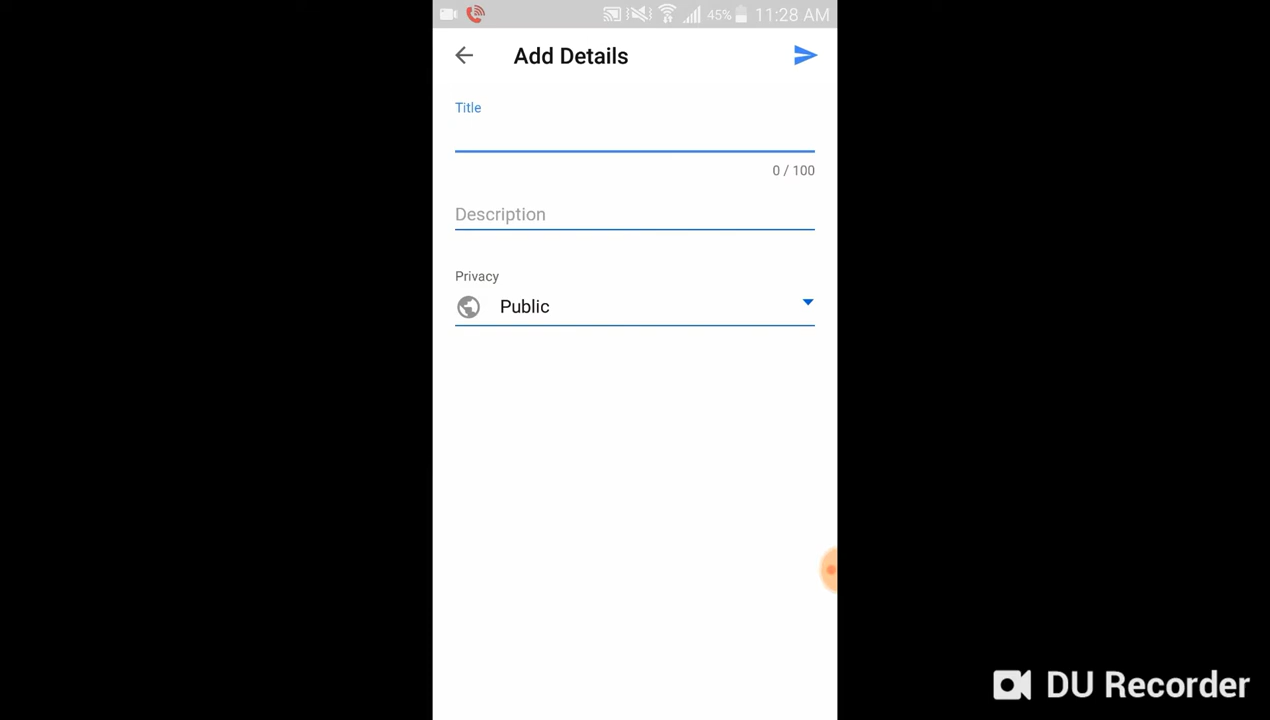 45% 11:28 AM
Add Details
Title
0 / 100
Description
Privacy
Public
DU Recorder